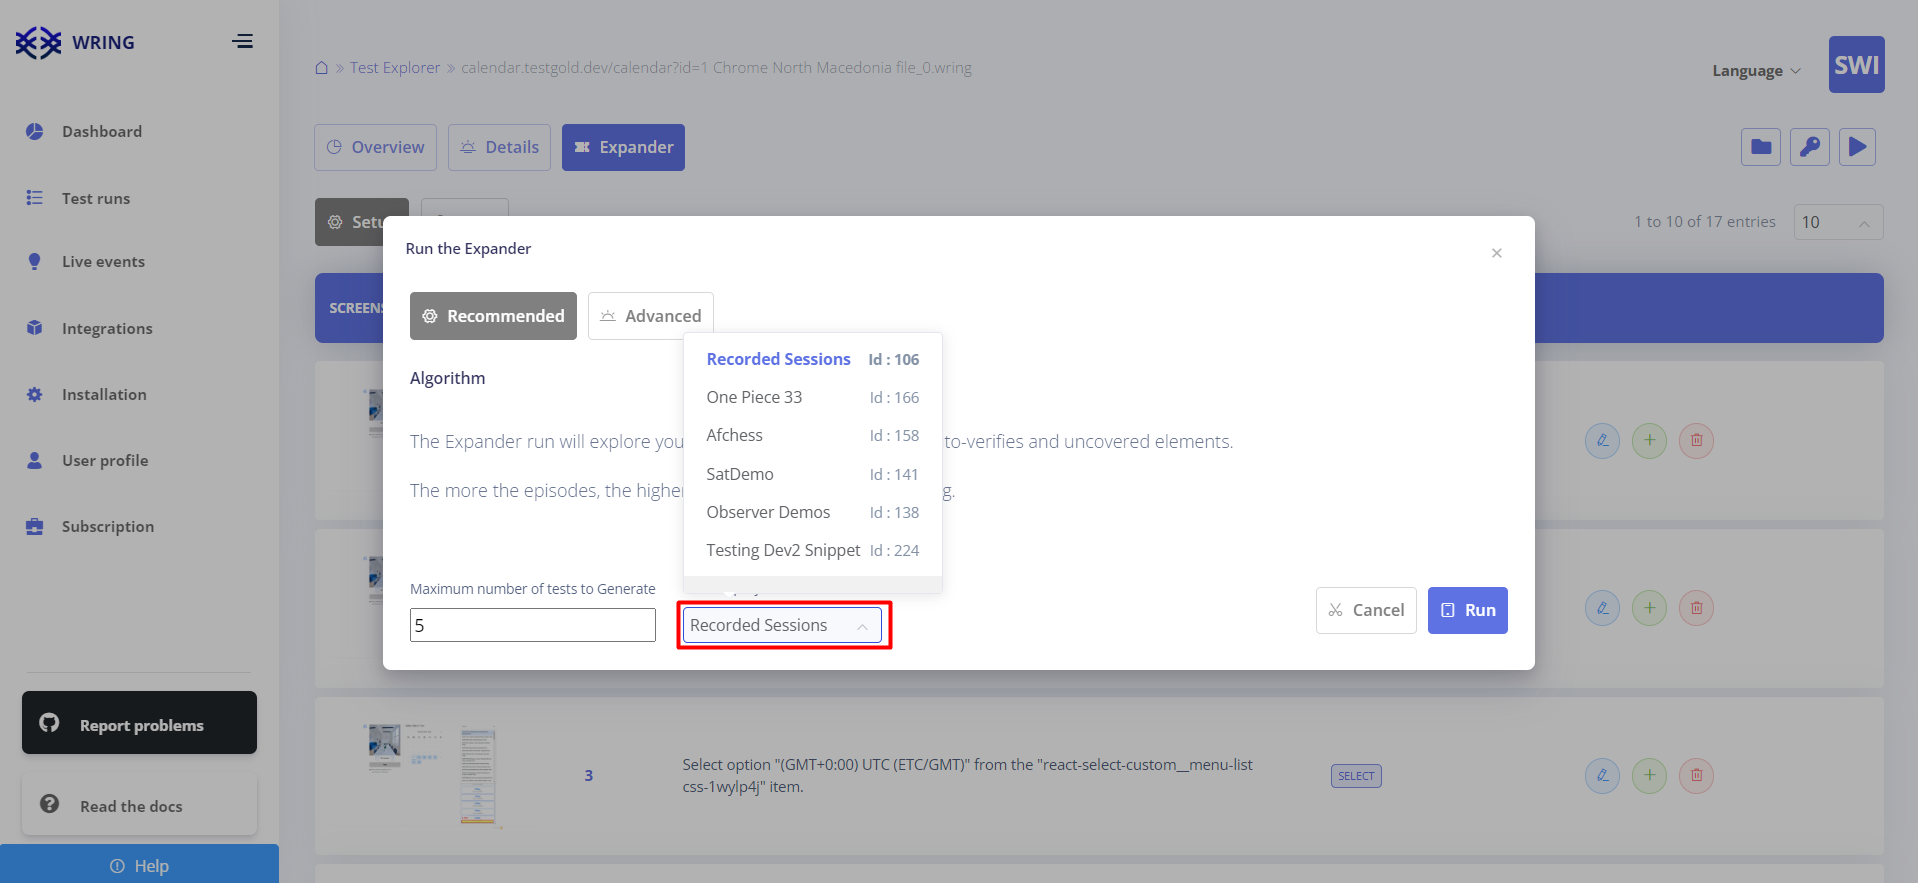 WRING
Dashboard
Test runs
Live events
Integrations
Installation
User profile
Subscription
Report problems
Read the docs
Help
» Test Explorer » calendar.testgold.dev/calendar?id=1 Chrome North Macedonia file_0.wring
Language
SWI
Overview
Details
Expander
Setu
1 to 10 of 17 entries
10
SCREENS
Run the Expander
×
Recommended
Advanced
Algorithm
Recorded Sessions Id : 106
One Piece 33 Id : 166
Afchess Id : 158
SatDemo Id : 141
Observer Demos Id : 138
Testing Dev2 Snippet Id : 224
The Expander run will explore you to-verifies and uncovered elements.
The more the episodes, the higher g.
Maximum number of tests to Generate
5
Recorded Sessions
Cancel
Run
3
Select option "(GMT+0:00) UTC (ETC/GMT)" from the "react-select-custom__menu-list
css-1wylp4j" item.
SELECT